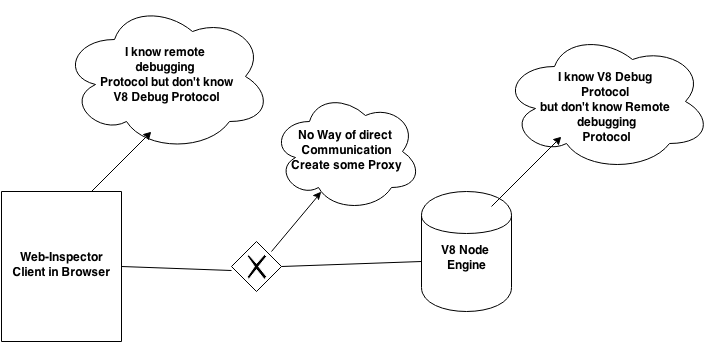 I know remote
debugging
Protocol but don't know
V8 Debug Protocol
I know V8 Debug
Protocol
but don't know Remote
debugging
Protocol
No Way of direct
Communication
Create some Proxy
Web-Inspector
Client in Browser
X
V8 Node
Engine